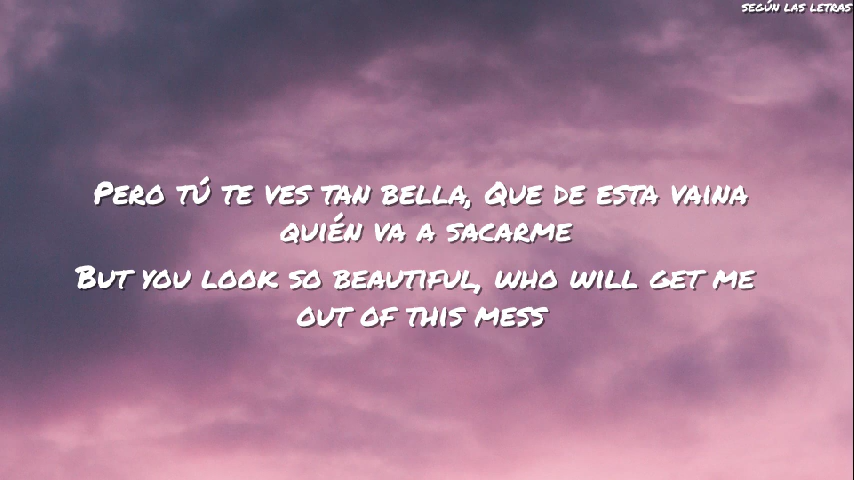 SEGÚN LAS LETRAS
PERO TÚ TE VES TAN BELLA, QUE DE ESTA VAINA
QUIÉN VA A SACARME
BUT YOU LOOK SO BEAUTIFUL, WHO WILL GET ME
OUT OF THIS MESS